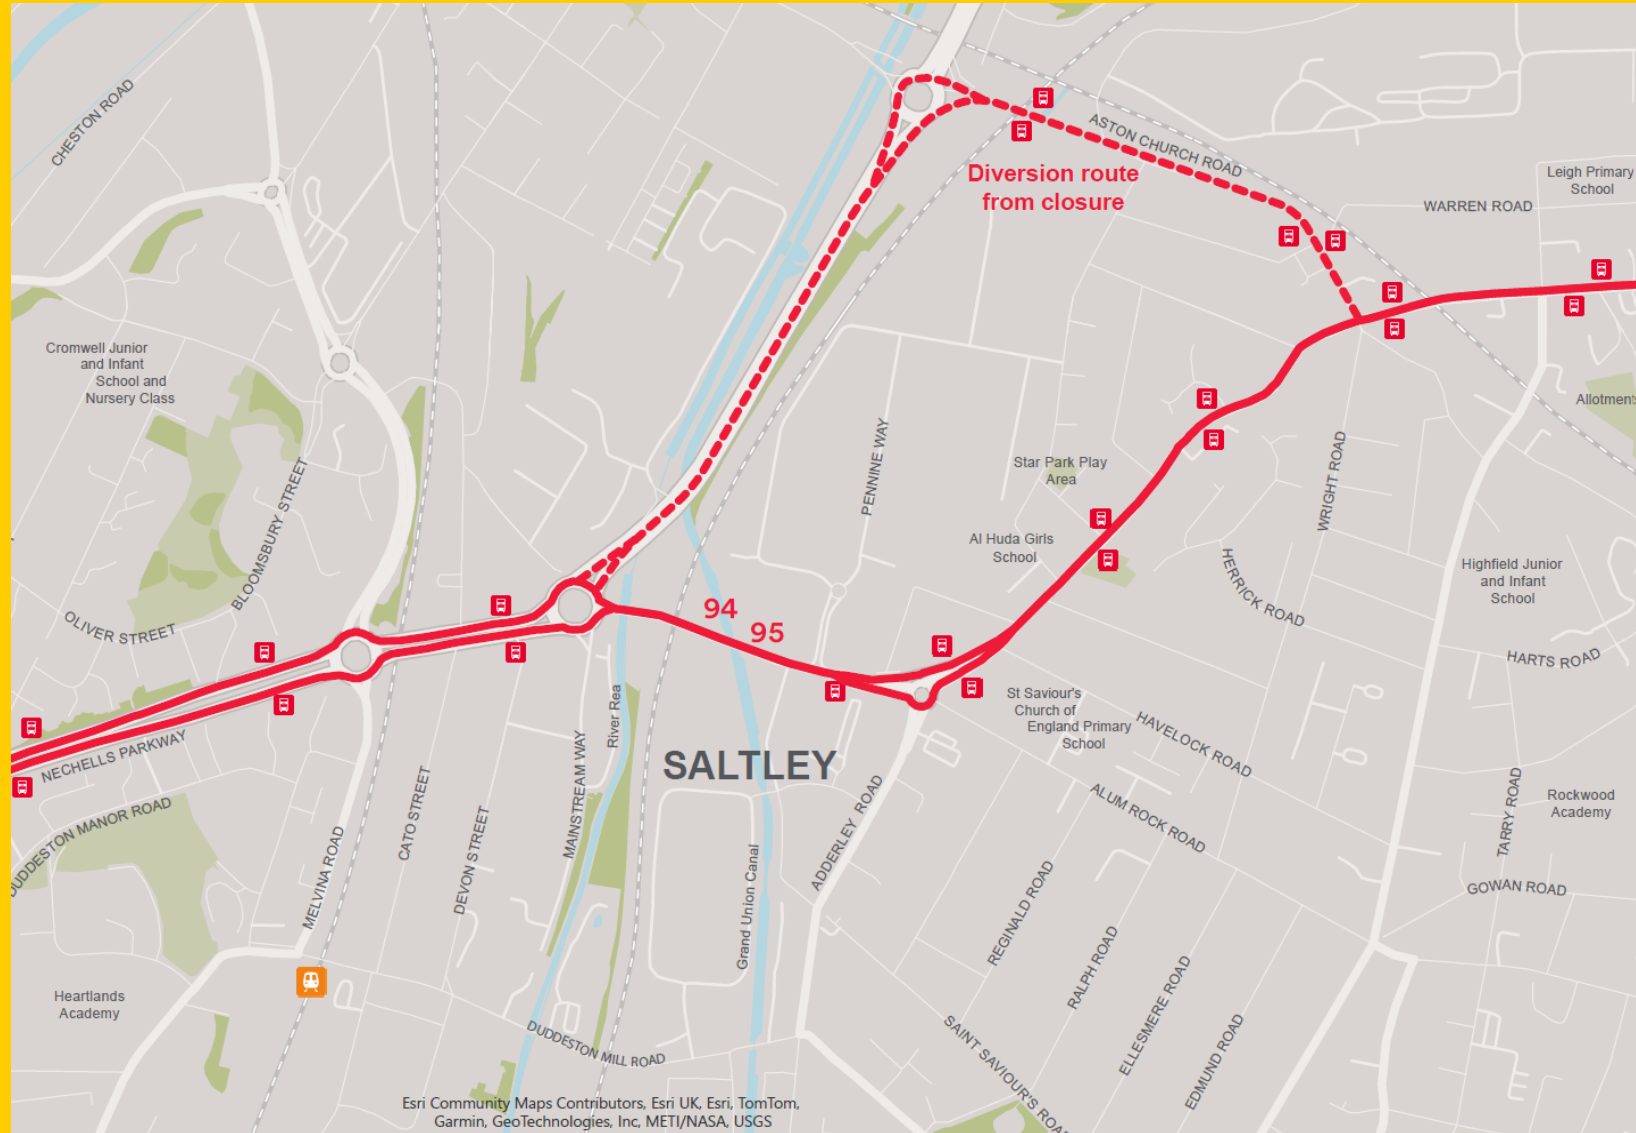 CHESTON ROAD
ASTON CHURCH ROAD
Diversion route
from closure
Leigh Primary
School
WARREN ROAD
Cromwell Junior
and Infant
School and
Nursery Class
Allotments
BLOOMSBURY STREET
PENNINE WAY
Star Park Play
Area
WRIGHT ROAD
Al Huda Girls
School
HERRICK ROAD
Highfield Junior
and Infant
School
OLIVER STREET
94
95
HARTS ROAD
River Rea
St Saviour's
Church of
England Primary
School
HAVELOCK ROAD
NECHELLS PARKWAY
SALTLEY
DUDDESTON MANOR ROAD
MELVINA ROAD
CATO STREET
DEVON STREET
MAINSTREAM WAY
ADDERLEY ROAD
ALUM ROCK ROAD
TARRY ROAD
Rockwood
Academy
GOWAN ROAD
Grand Union Canal
REGINALD ROAD
RALPH ROAD
ELLESMERE ROAD
EDMUND ROAD
Heartlands
Academy
DUDDESTON MILL ROAD
SAINT SAVIOUR'S ROAD
Esri Community Maps Contributors, Esri UK, Esri, TomTom,
Garmin, GeoTechnologies, Inc, METI/NASA, USGS